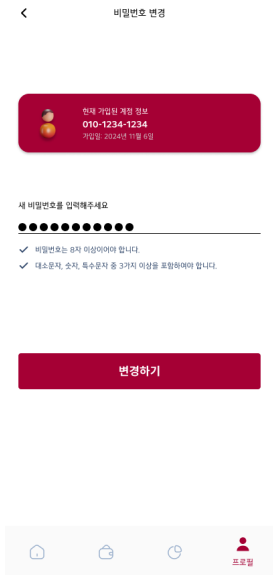 비밀번호 변경
현재 가입된 계정 정보
010-1234-1234
가입일: 2024년 11월 6일
새 비밀번호를 입력해주세요
●●●●●●●●●●●
비밀번호는 8자 이상이어야 합니다.
대소문자, 숫자, 특수문자 중 3가지 이상을 포함하여야 합니다.
변경하기
프로필